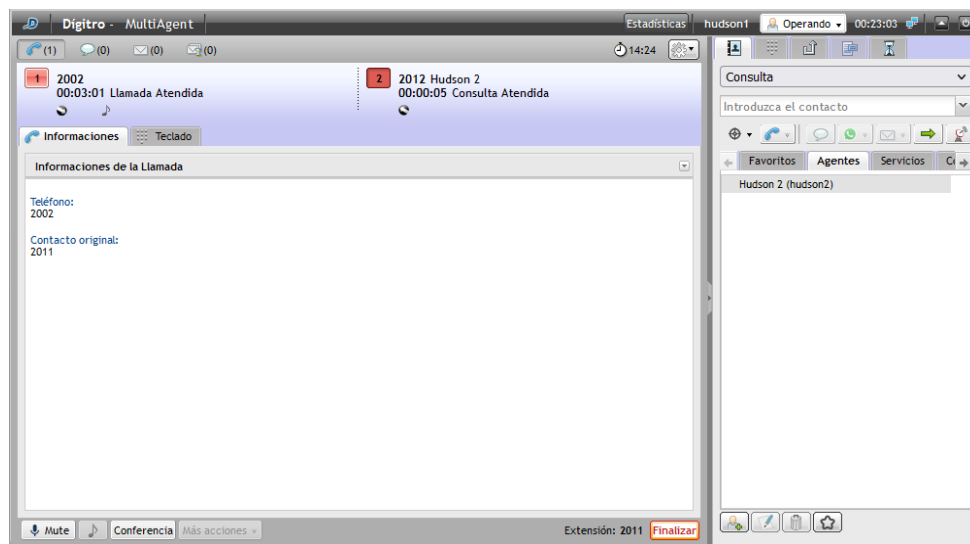 Dígitro - MultiAgent
Estadísticas
hudson1
Operando
00:23:03
(1)
(0)
(0)
(0)
14:24
1
2002
00:03:01 Llamada Atendida
2
2012 Hudson 2
00:00:05 Consulta Atendida
Informaciones
Teclado
Informaciones de la Llamada
Teléfono:
2002
Contacto original:
2011
Mute
Conferencia
Más acciones
Extensión: 2011
Finalizar
Consulta
Introduzca el contacto
Favoritos
Agentes
Servicios
Hudson 2 (hudson2)